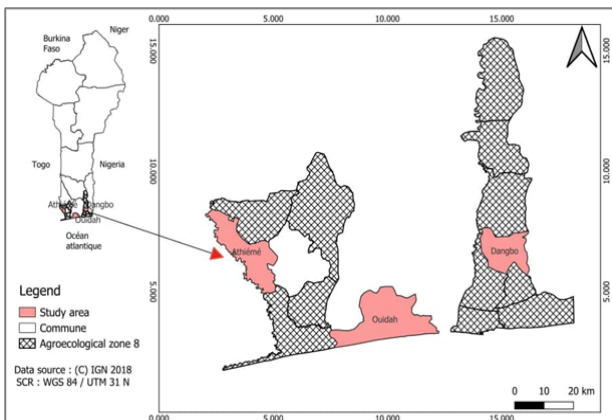 0.000 5.000 10.000 15.000
Burkina
Faso
Niger
Togo
Nigeria
Athiémé
Dangbo
Ouidah
Océan
atlantique
15.000
10.000
5.000
15.000
10.000
5.000
Athiémé
Ouidah
Dangbo
Legend
Study area
Commune
Agroecological zone 8
Data source : (C) IGN 2018
SCR : WGS 84 / UTM 31 N
0 10 20 km
0.000 5.000 10.000 15.000